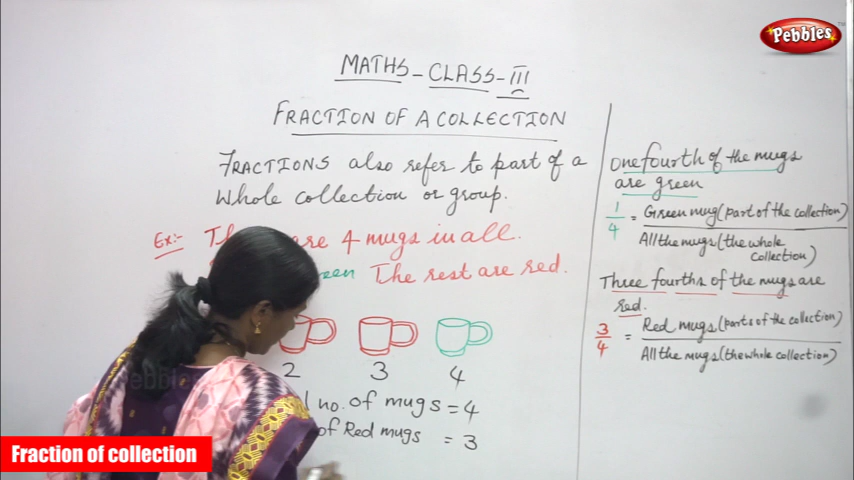 Pebbles
MATHS - CLASS - III
FRACTION OF A COLLECTION
FRACTIONS also refer to part of a
Whole collection or group.
Ex:- Th are 4 mugs in all.
een The rest are red.
2 3 4
l no. of mugs = 4
of Red mugs = 3
One fourth of the mugs
are green
1/4 = Green mug (part of the collection)
All the mugs (the whole
collection)
Three fourths of the mugs are
red.
3/4 = Red mugs (parts of the collection)
All the mugs (the whole collection)
Pebbles
Fraction of collection